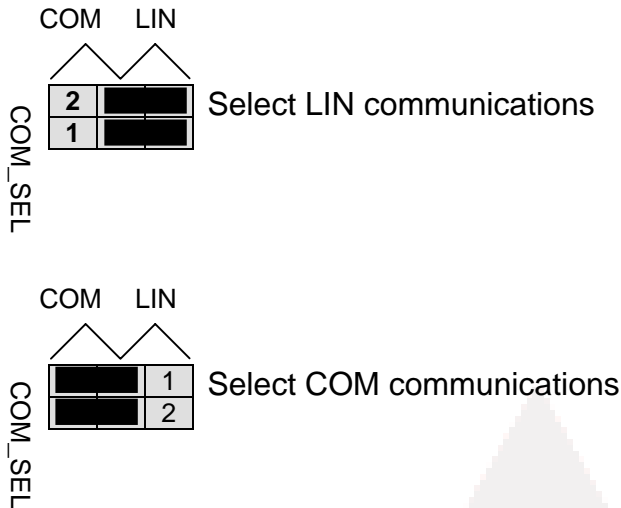 COM LIN
2
Select LIN communications
1
COM_SEL
COM LIN
1
Select COM communications
2
COM_SEL